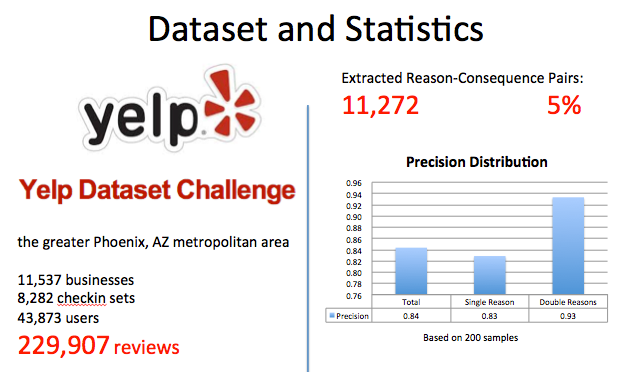 Dataset and Statistics
yelp
Yelp Dataset Challenge
the greater Phoenix, AZ metropolitan area
11,537 businesses
8,282 checkin sets
43,873 users
229,907 reviews
Extracted Reason-Consequence Pairs:
11,272 5%
Precision Distribution
0.96
0.94
0.92
0.90
0.88
0.86
0.84
0.82
0.80
0.78
0.76
Total Single Reason Double Reasons
Precision 0.84 0.83 0.93
Based on 200 samples